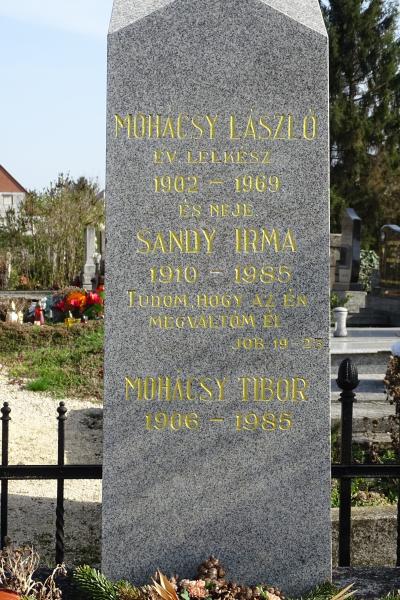 MOHÁCSY LÁSZLÓ
EV. LELKÉSZ
1902 – 1969
ÉS NEJE
SÁNDY IRMA
1910 – 1985
TUDOM, HOGY AZ ÉN
MEGVÁLTÓM ÉL
JÓB. 19-25
MOHÁCSY TIBOR
1906 – 1985